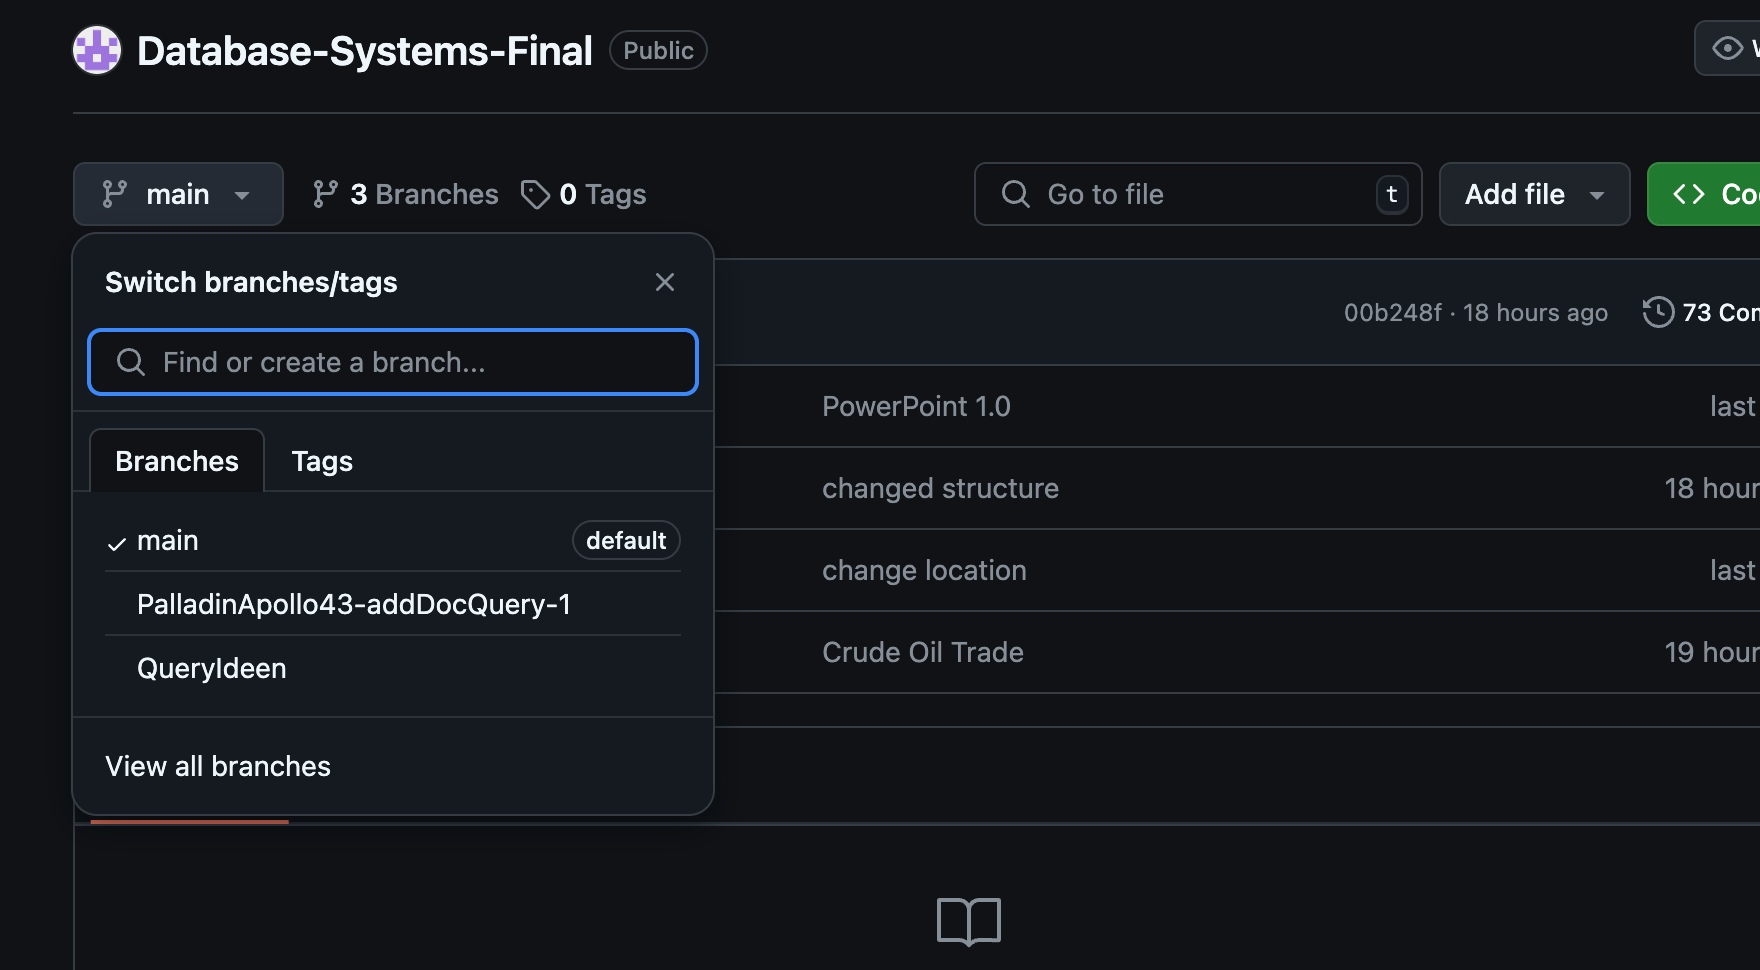 Database-Systems-Final Public
main 3 Branches 0 Tags Go to file t Add file
Switch branches/tags
00b248f · 18 hours ago 73
Find or create a branch...
PowerPoint 1.0 last
Branches Tags
changed structure 18
main default
change location last
PalladinApollo43-addDocQuery-1
Crude Oil Trade 19
QueryIdeen
View all branches